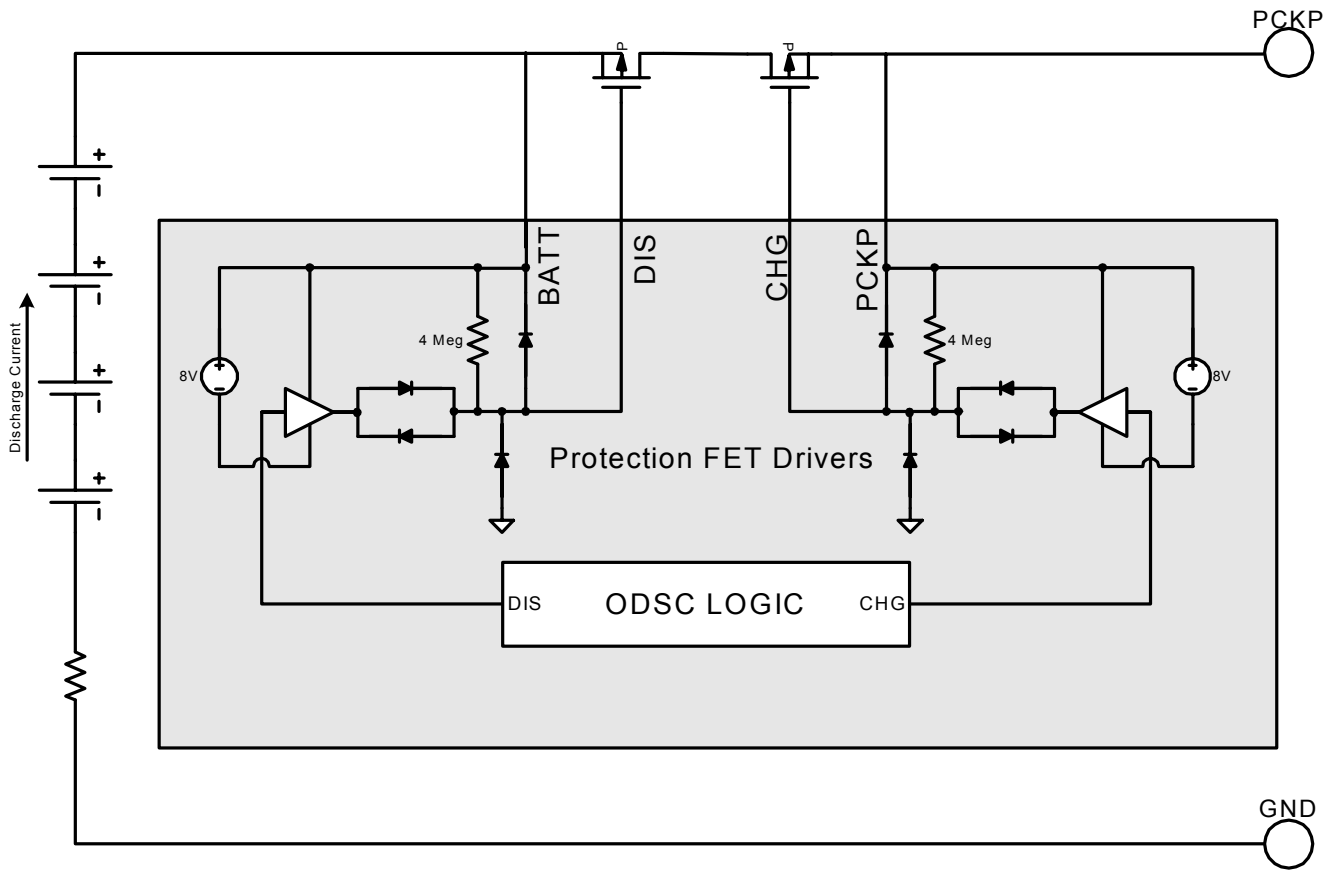 PCKP
P
P
+
–
+
–
+
–
+
–
Discharge Current
BATT
DIS
CHG
PCKP
4 Meg
4 Meg
8V
+
–
8V
+
–
Protection FET Drivers
DIS
ODSC LOGIC
CHG
GND